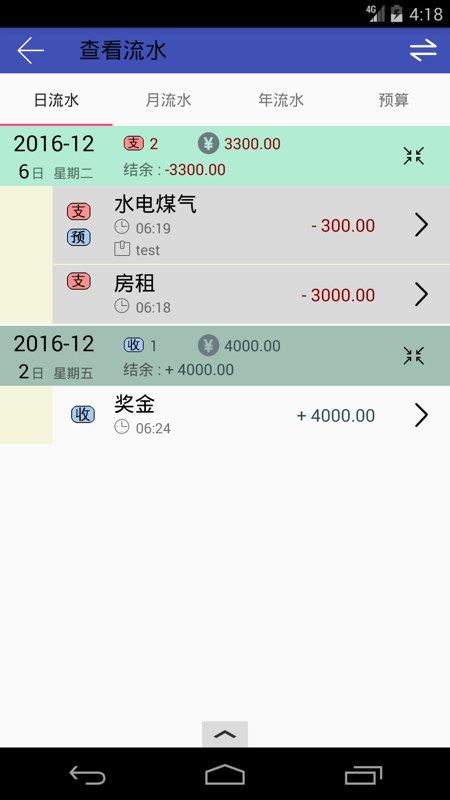 4G 4:18
查看流水
日流水 月流水 年流水 预算
2016-12 支 2 ¥ 3300.00
6日 星期二 结余 : -3300.00
支 水电煤气
预 06:19 - 300.00
test
支 房租
06:18 - 3000.00
2016-12 收 1 ¥ 4000.00
2日 星期五 结余 : + 4000.00
收 奖金 + 4000.00
06:24